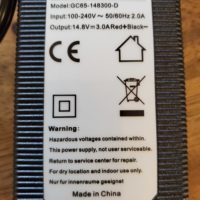 Model:GC65-148300-D
Input:100-240V~ 50/60Hz 2.0A
Output:14.8V⎓3.0ARed+Black-
CE
Warning:
Hazardous voltages contained within.
This power supply, not user serviceable.
Return to service center for repair.
For dry location and indoor use only.
Nur fur innenraume geeignet
Made in China